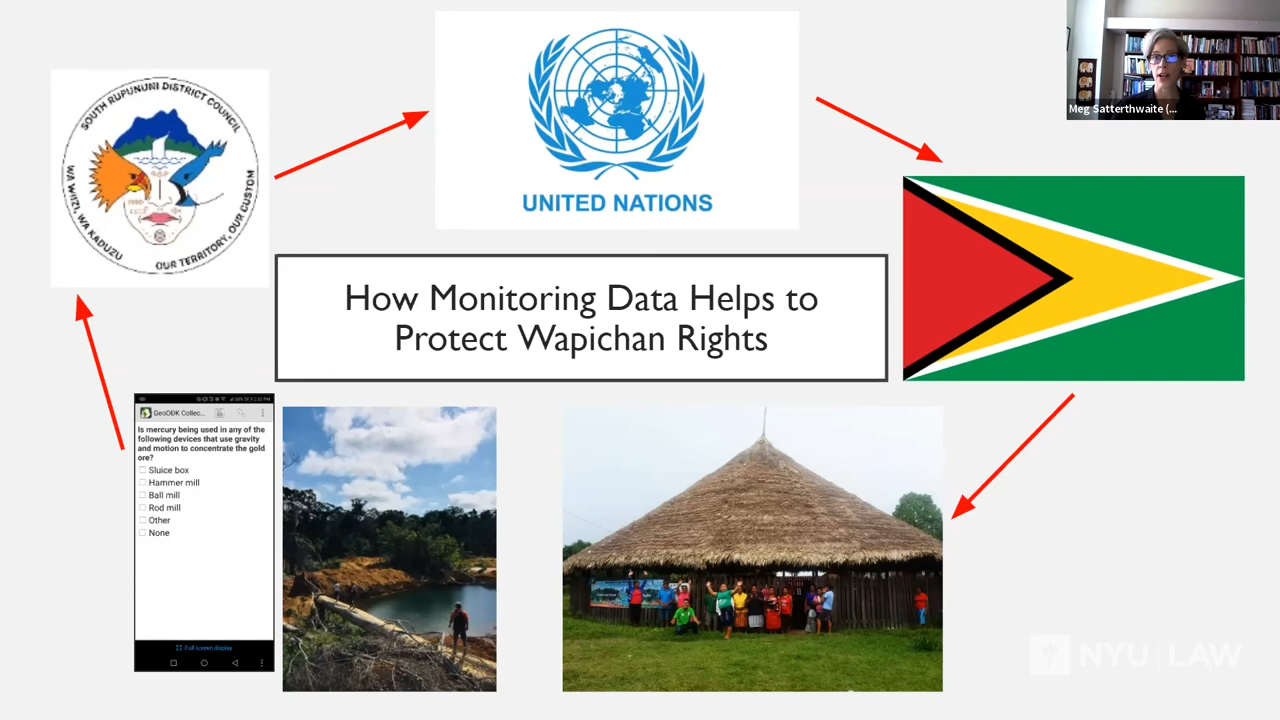 SOUTH RUPUNUNI DISTRICT COUNCIL
WA WIIZI, WA KADUZU
OUR TERRITORY, OUR CUSTOM
UNITED NATIONS
Meg Satterthwaite (...
How Monitoring Data Helps to
Protect Wapichan Rights
GeoODK Collec...
Is mercury being used in any of the
following devices that use gravity
and motion to concentrate the gold
ore?
Sluice box
Hammer mill
Ball mill
Rod mill
Other
None
Full screen display
NYU | LAW